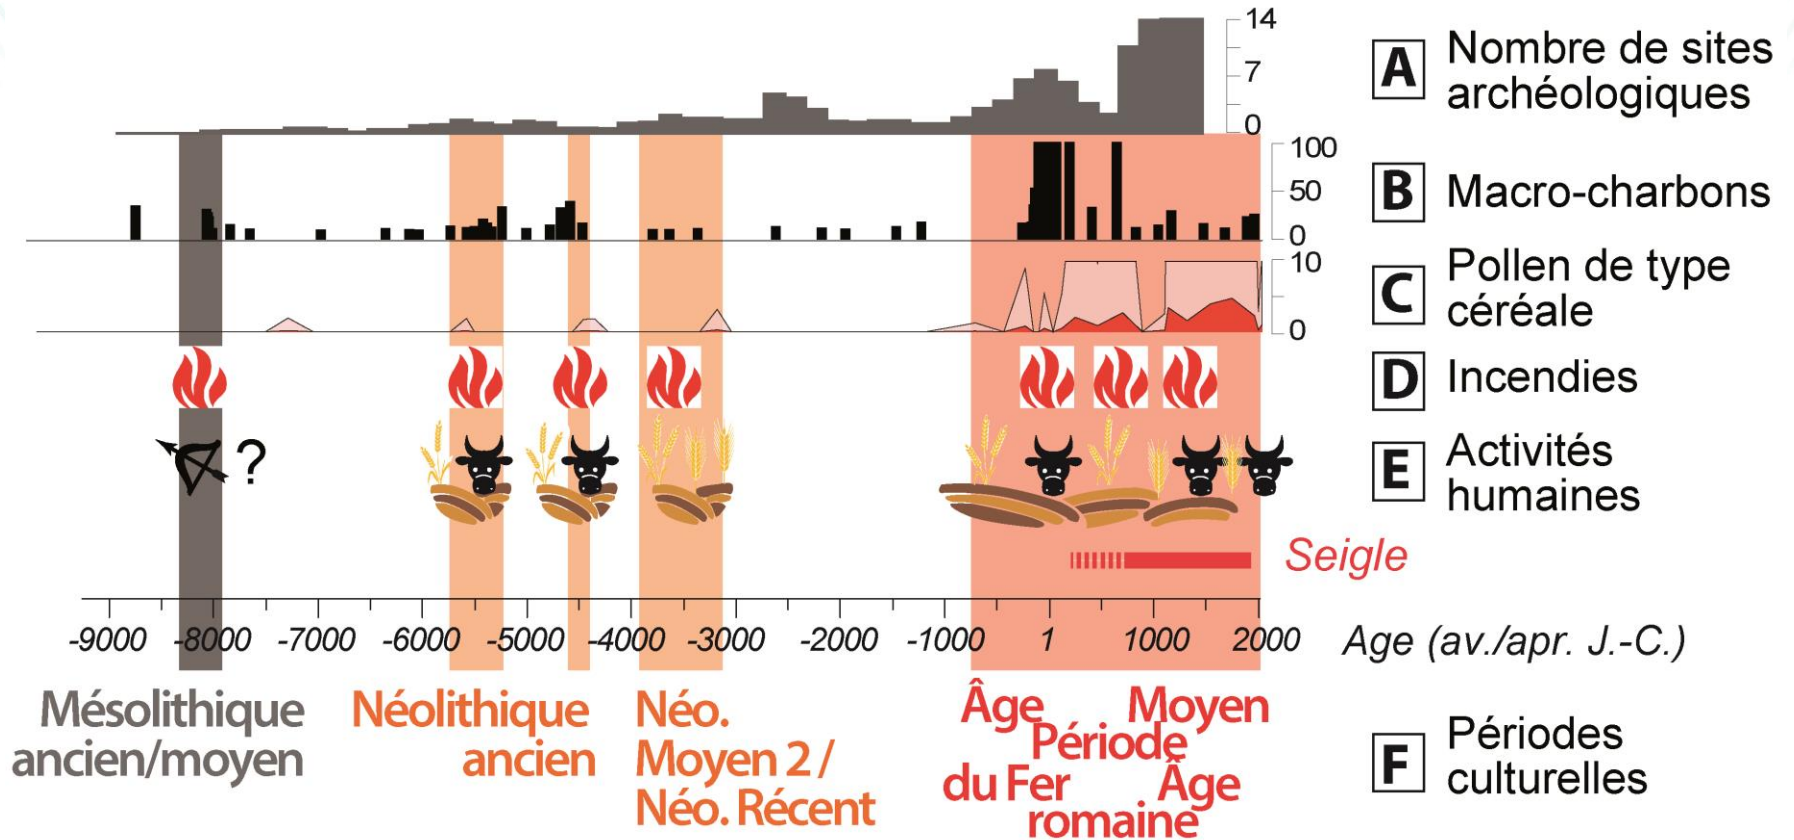 14
7
0
A
Nombre de sites
archéologiques
100
50
0
B
Macro-charbons
10
0
C
Pollen de type
céréale
D
Incendies
?
E
Activités
humaines
Seigle
-9000 -8000 -7000 -6000 -5000 -4000 -3000 -2000 -1000 1 1000 2000 Age (av./apr. J.-C.)
Mésolithique
ancien/moyen
Néolithique
ancien
Néo.
Moyen 2 /
Néo. Récent
Âge
du Fer
Période
romaine
Moyen
Âge
F
Périodes
culturelles